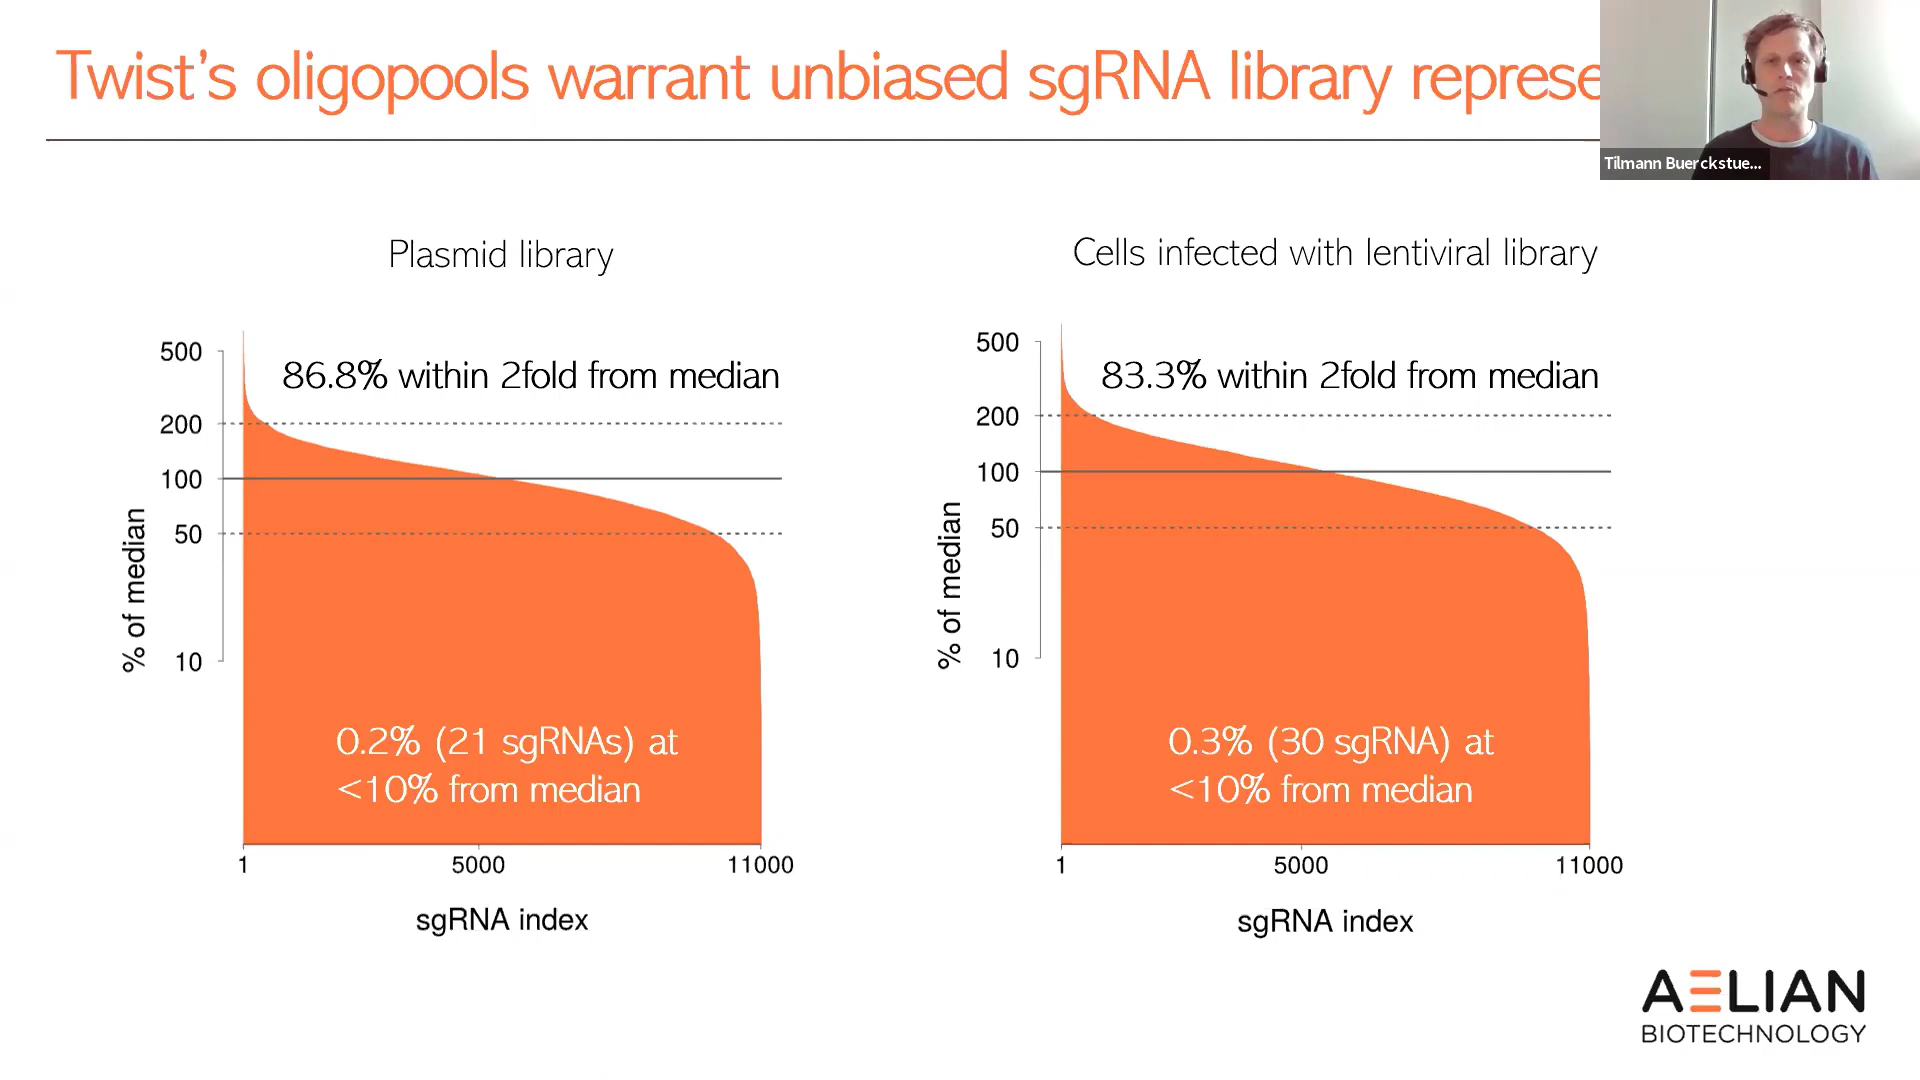 Twist's oligopools warrant unbiased sgRNA library represe
Tilmann Buerckstue...
Plasmid library
Cells infected with lentiviral library
500
200
100
50
10
% of median
86.8% within 2fold from median
0.2% (21 sgRNAs) at
<10% from median
1
5000
11000
sgRNA index
500
200
100
50
10
% of median
83.3% within 2fold from median
0.3% (30 sgRNA) at
<10% from median
1
5000
11000
sgRNA index
AELIAN
BIOTECHNOLOGY